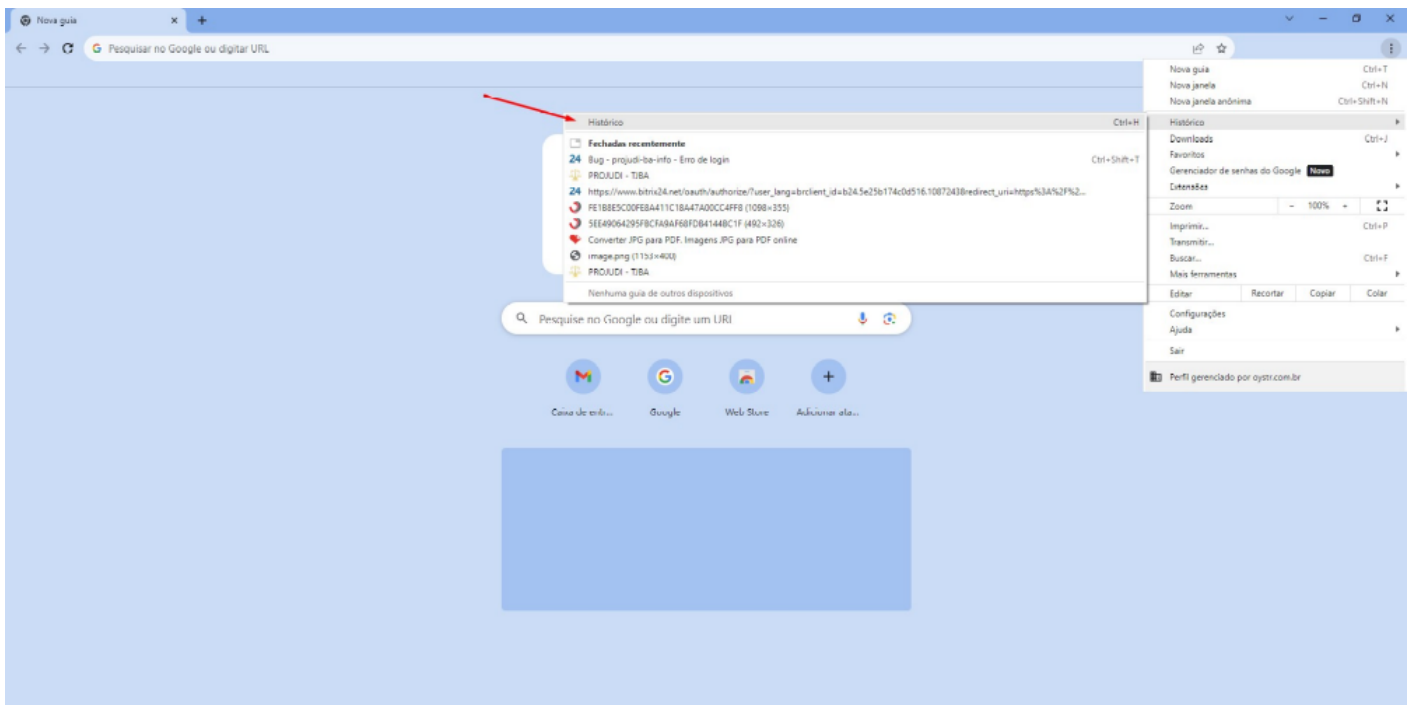 Nova guia
Pesquisar no Google ou digitar URL
Nova guia Ctrl+T
Nova janela Ctrl+N
Nova janela anônima Ctrl+Shift+N
Histórico Ctrl+H
Histórico
Fechadas recentemente
Downloads Ctrl+J
24 Bug - projudi-ba-info - Erro de login Ctrl+Shift+T
Favoritos
PROJUDI - TJBA
Gerenciador de senhas do Google Novo
24 https://www.bitrix24.net/oauth/authorize/?user_lang=brclient_id=b24.5e25b174c0d516.1087243&redirect_uri=https%3A%2F%2...
Extensões
(1098×355)
Zoom - 100% +
(492×326)
Imprimir... Ctrl+P
Converter JPG para PDF. Imagens JPG para PDF online
Transmitir...
image.png (1153×400)
Buscar... Ctrl+F
PROJUDI - TJBA
Mais ferramentas
Nenhuma guia de outros dispositivos
Editar Recortar Copiar Colar
Configurações
Pesquise no Google ou digite um URL
Ajuda
Sair
Perfil gerenciado por oystr.com.br
Caixa de entr...
Google
Web Store
Adicionar ata...